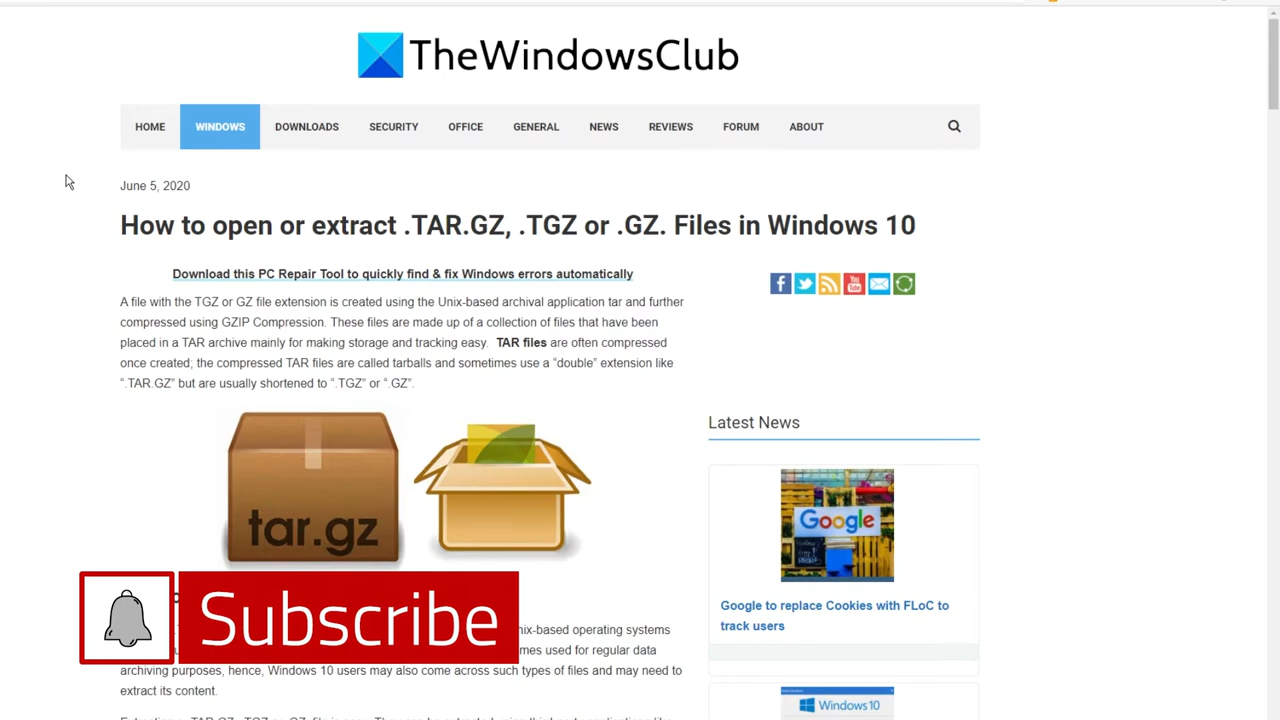 TheWindowsClub
HOME WINDOWS DOWNLOADS SECURITY OFFICE GENERAL NEWS REVIEWS FORUM ABOUT
June 5, 2020
How to open or extract .TAR.GZ, .TGZ or .GZ. Files in Windows 10
Download this PC Repair Tool to quickly find & fix Windows errors automatically
A file with the TGZ or GZ file extension is created using the Unix-based archival application tar and further
compressed using GZIP Compression. These files are made up of a collection of files that have been
placed in a TAR archive mainly for making storage and tracking easy. TAR files are often compressed
once created; the compressed TAR files are called tarballs and sometimes use a “double” extension like
“.TAR.GZ” but are usually shortened to “.TGZ” or “.GZ”.
tar.gz
Subscribe
operating systems
used for regular data
archiving purposes, hence, Windows 10 users may also come across such types of files and may need to
extract its content.
Latest News
Google
Google to replace Cookies with FLoC to
track users
Windows 10